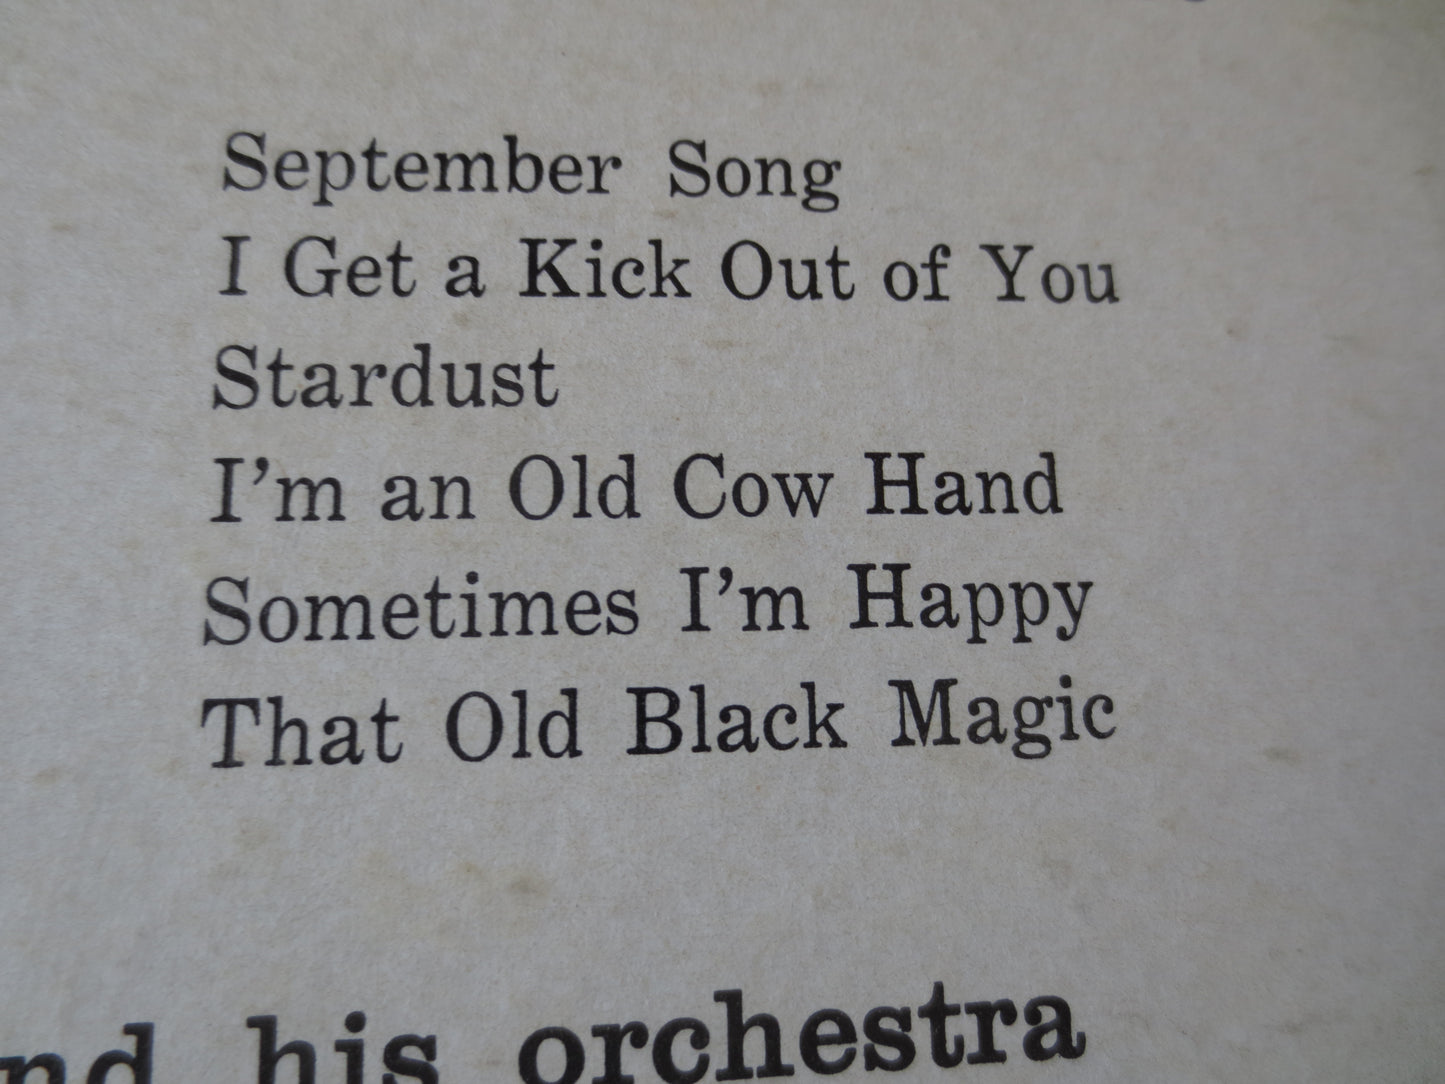 September Song
I Get a Kick Out of You
Stardust
I'm an Old Cow Hand
Sometimes I'm Happy
That Old Black Magic
his orchestra